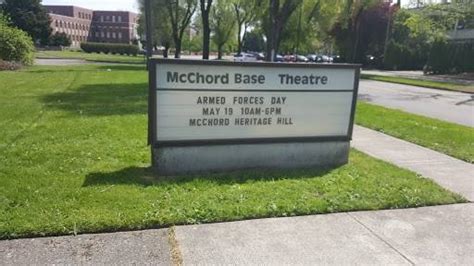 McChord Base Theatre
ARMED FORCES DAY
MAY 19 10AM-6PM
MCCHORD HERITAGE HILL